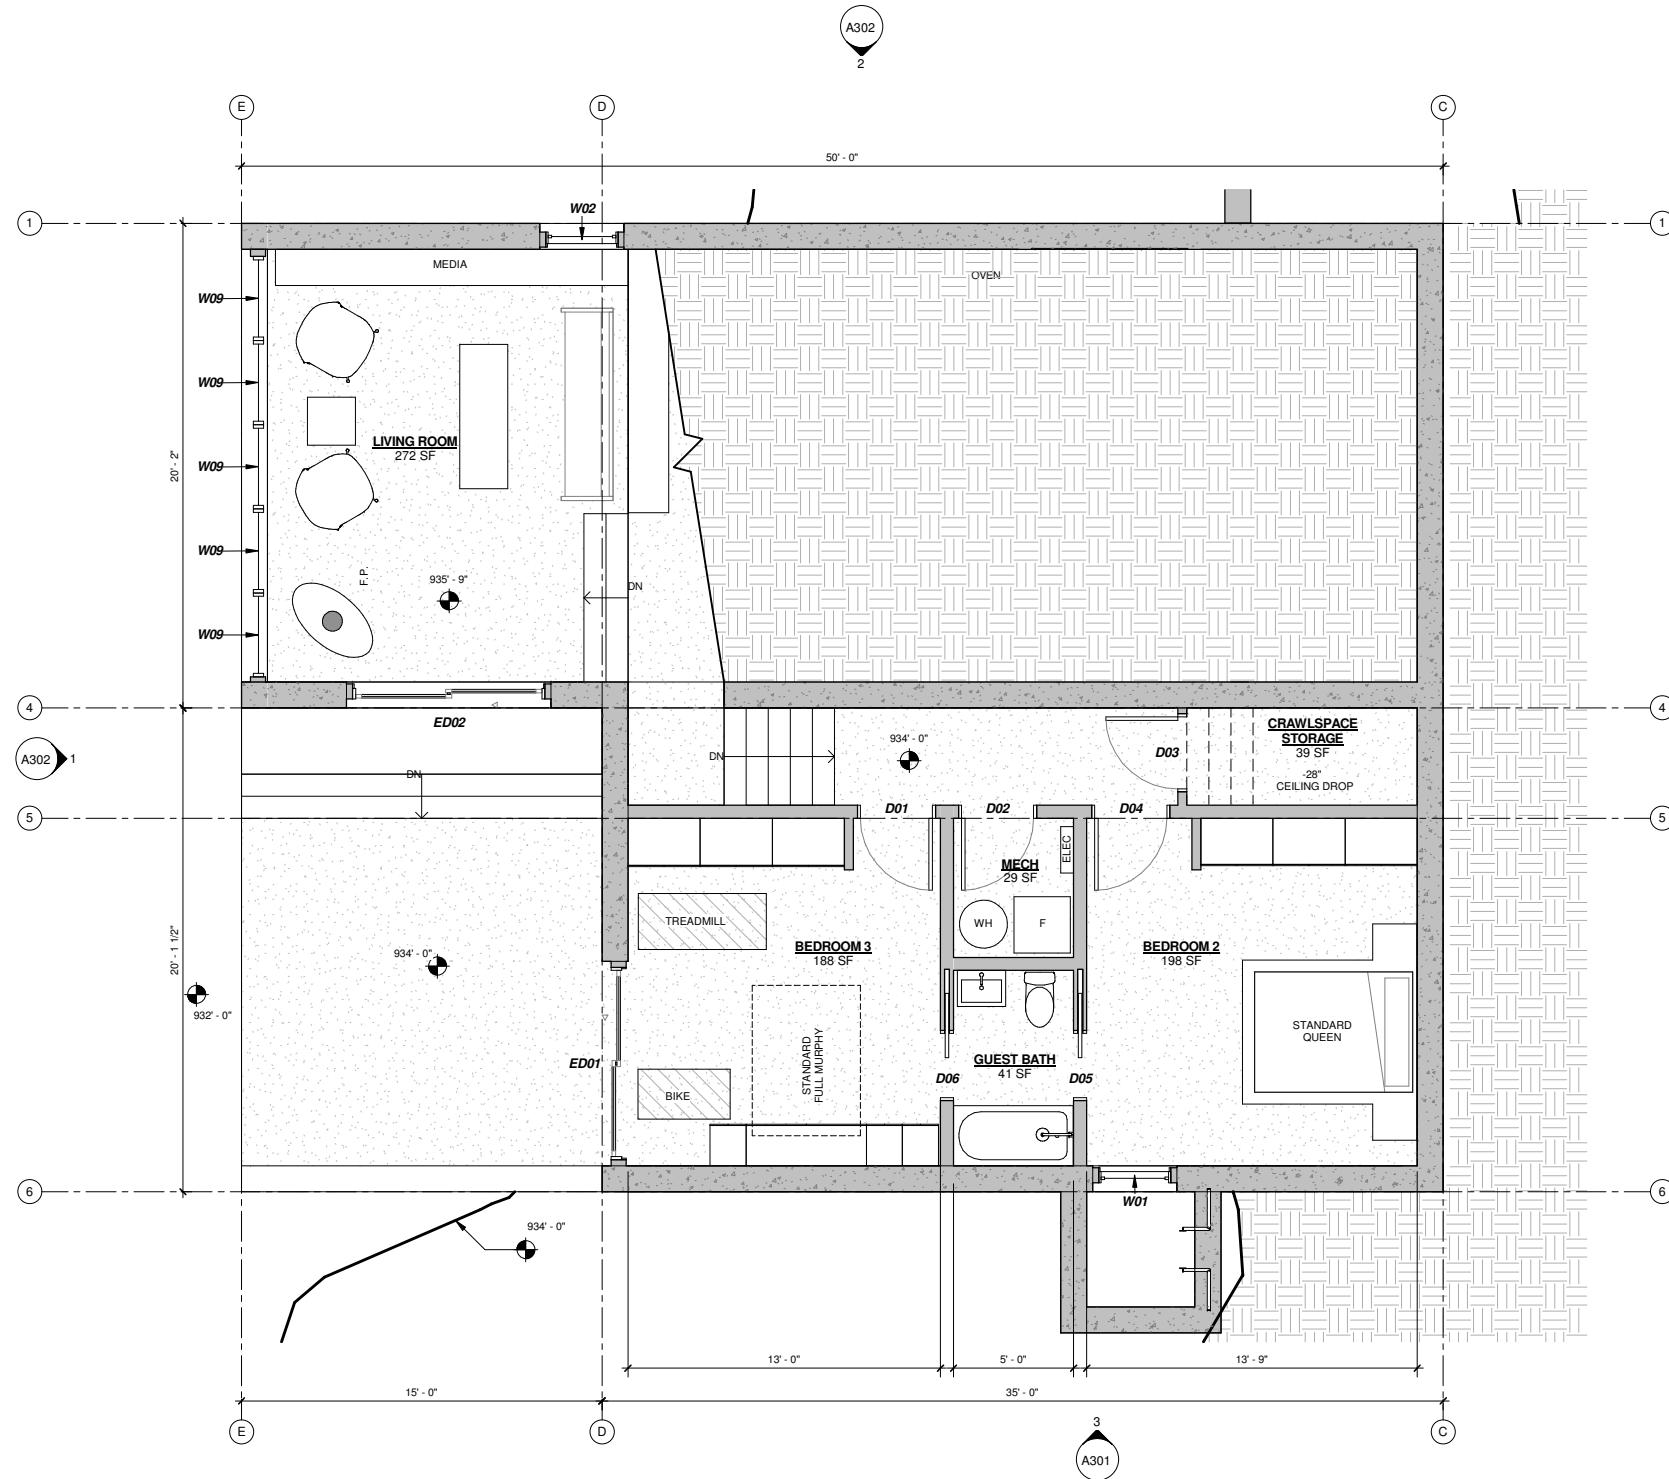 A302
2
E
D
C
50' - 0"
1
W02
1
MEDIA
OVEN
W09
W09
20' - 2"
LIVING ROOM
272 SF
W09
W09
F.P.
935' - 9"
DN
W09
4
ED02
4
A302
1
DN
DN
934' - 0"
D03
CRAWLSPACE
STORAGE
39 SF
-28"
CEILING DROP
5
D01
D02
D04
5
ELEC
MECH
29 SF
TREADMILL
WH
F
20' - 1 1/2"
934' - 0"
BEDROOM 3
188 SF
BEDROOM 2
198 SF
932' - 0"
STANDARD
QUEEN
STANDARD
FULL MURPHY
ED01
GUEST BATH
41 SF
D06
D05
BIKE
6
W01
6
934' - 0"
13' - 0"
5' - 0"
13' - 9"
15' - 0"
35' - 0"
E
D
3
C
A301